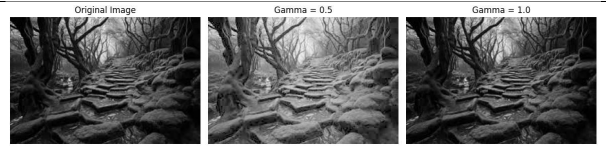 Original Image
Gamma = 0.5
Gamma = 1.0